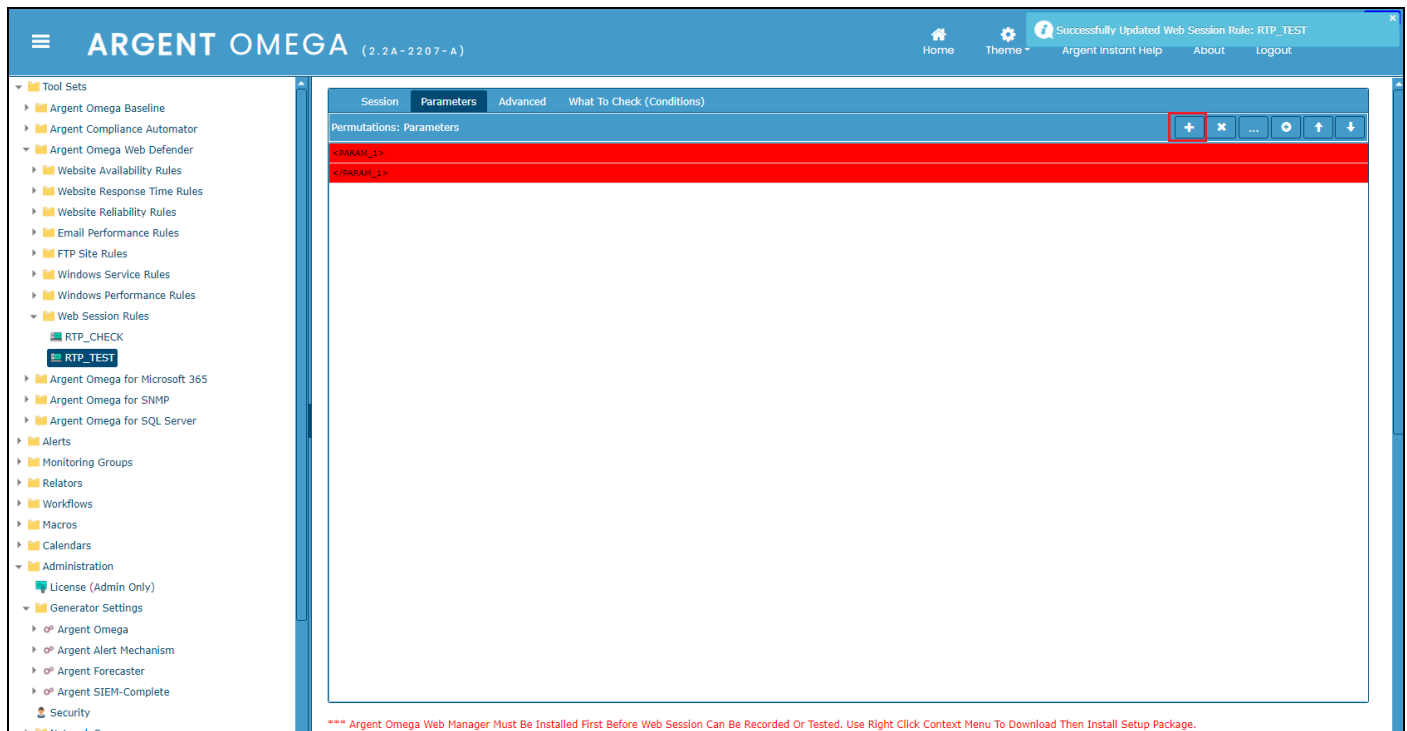 ARGENT OMEGA (2.2A-2207-A)
Home
Theme
Argent Instant Help
About
Logout
Successfully Updated Web Session Rule: RTP_TEST
Tool Sets
Argent Omega Baseline
Argent Compliance Automator
Argent Omega Web Defender
Website Availability Rules
Website Response Time Rules
Website Reliability Rules
Email Performance Rules
FTP Site Rules
Windows Service Rules
Windows Performance Rules
Web Session Rules
RTP_CHECK
RTP_TEST
Argent Omega for Microsoft 365
Argent Omega for SNMP
Argent Omega for SQL Server
Alerts
Monitoring Groups
Relators
Workflows
Macros
Calendars
Administration
License (Admin Only)
Generator Settings
Argent Omega
Argent Alert Mechanism
Argent Forecaster
Argent SIEM-Complete
Security
Session Parameters Advanced What To Check (Conditions)
Permutations: Parameters
...
<PARAM_1>
</PARAM_1>
*** Argent Omega Web Manager Must Be Installed First Before Web Session Can Be Recorded Or Tested. Use Right Click Context Menu To Download Then Install Setup Package.